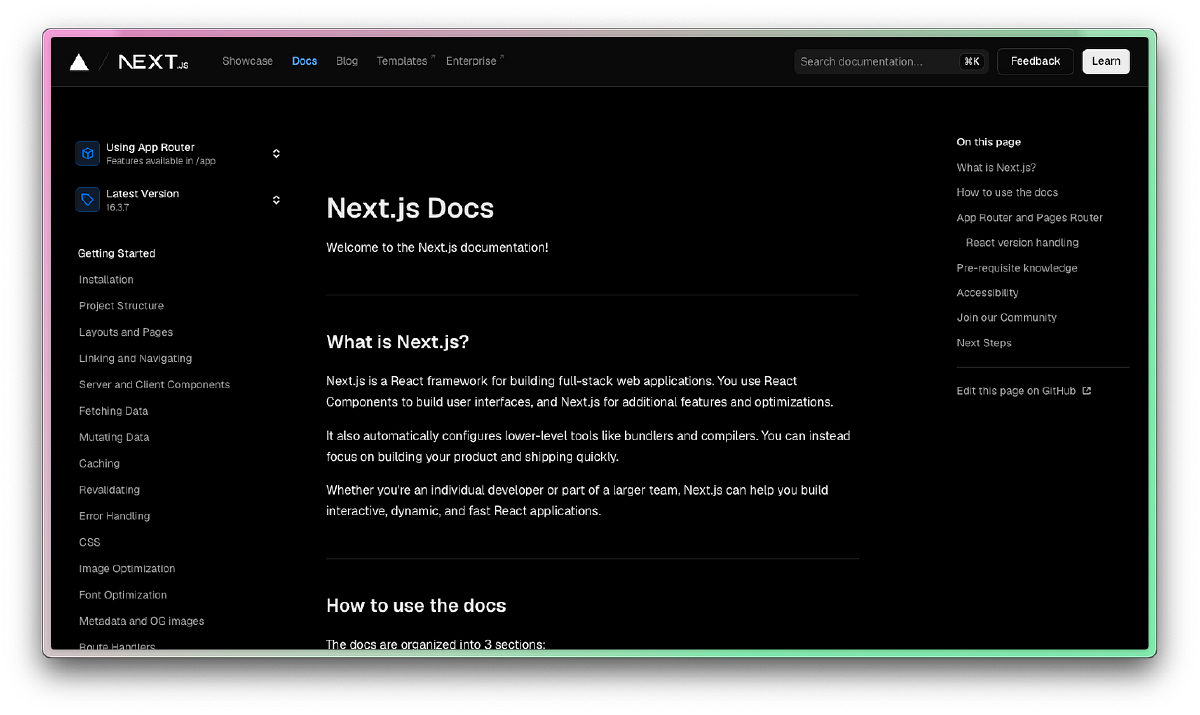 NEXT.JS
Showcase
Docs
Blog
Templates
Enterprise
Search documentation...
⌘K
Feedback
Learn
Using App Router
Features available in /app
Latest Version
16.3.7
Getting Started
Installation
Project Structure
Layouts and Pages
Linking and Navigating
Server and Client Components
Fetching Data
Mutating Data
Caching
Revalidating
Error Handling
CSS
Image Optimization
Font Optimization
Metadata and OG images
Route Handlers
Next.js Docs
Welcome to the Next.js documentation!
What is Next.js?
Next.js is a React framework for building full-stack web applications. You use React
Components to build user interfaces, and Next.js for additional features and optimizations.
It also automatically configures lower-level tools like bundlers and compilers. You can instead
focus on building your product and shipping quickly.
Whether you're an individual developer or part of a larger team, Next.js can help you build
interactive, dynamic, and fast React applications.
How to use the docs
The docs are organized into 3 sections:
On this page
What is Next.js?
How to use the docs
App Router and Pages Router
React version handling
Pre-requisite knowledge
Accessibility
Join our Community
Next Steps
Edit this page on GitHub